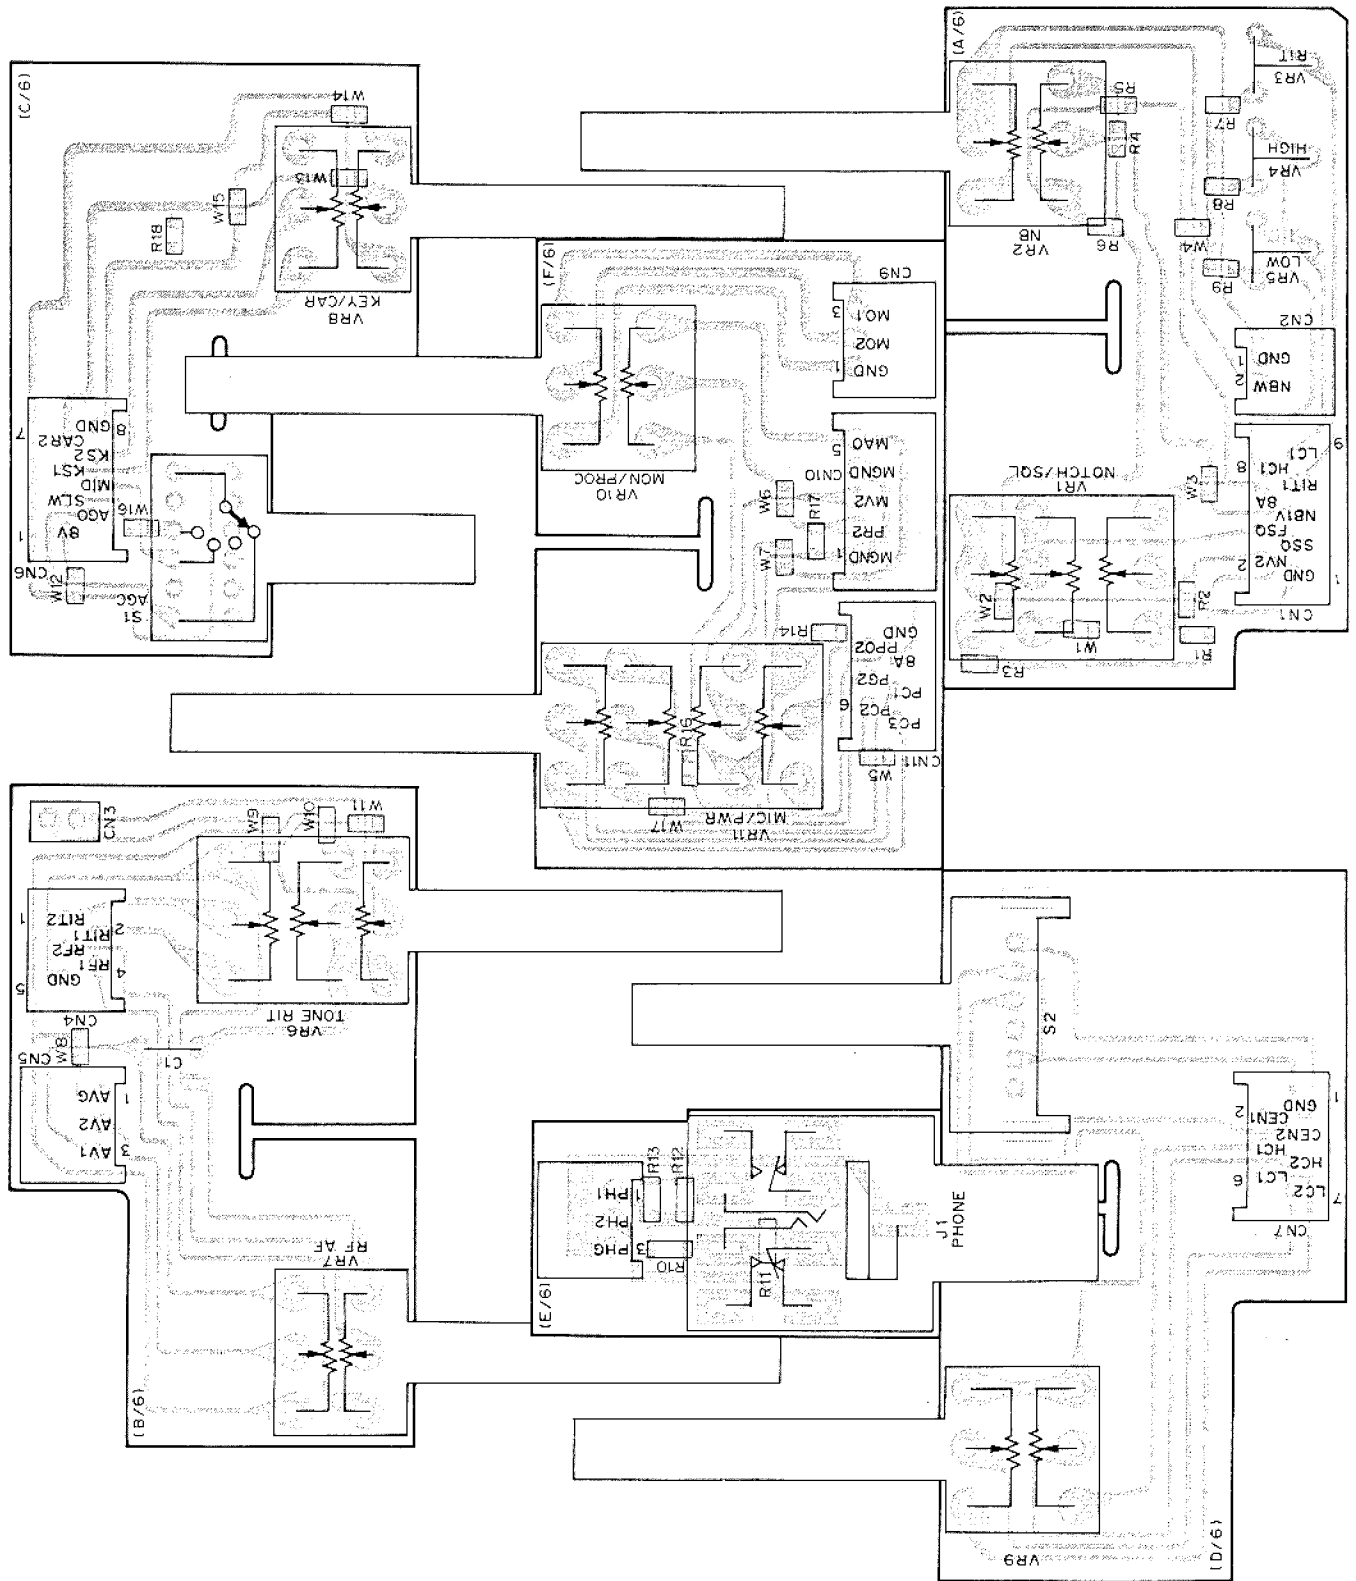 (C/6)
W14
W13
W15
R18
VR8
KEY/CAR
7
8
GND
CAR2
KS2
KS1
MID
SLW
AGO
8V
1
CN6
W16
W12
AGC
S1
(F/6)
CN9
3
MO1
MO2
GND
1
VR10
MCN/PROC
5
MAO
MGND
CN10
MV2
PR2
MGND
1
W6
R17
W7
R14
GND
PPO2
8A
PG2
PC1
PC2
PC3
6
CN11
W5
R16
W17
VR11
MIC/PWR
(A/6)
R5
R4
R6
VR2
NB
RIT
VR3
R7
HIGH
VR4
R8
W4
LOW
VR5
R9
CN2
GND
1
NBW
2
9
LC1
HC1
8
RIT1
8A
NB1V
FSQ
SSQ
NV2
2
GND
1
CN1
W3
VR1
NOTCH/SQL
W2
W1
R2
R1
R3
CN3
W9
W10
W11
1
RIT2
RIT1
2
RF2
RF1
4
GND
5
CN4
VR6
TONE RIT
W8
CN5
C1
AVG
1
AV2
AV1
3
RF AF
VR7
(B/6)
R13
R12
PH1
1
PH2
PHG
3
R10
R11
J1
PHONE
(E/6)
S2
1
GND
2
CEN1
CEN2
HC1
HC2
LC1
6
LC2
7
CN7
VR9
(D/6)